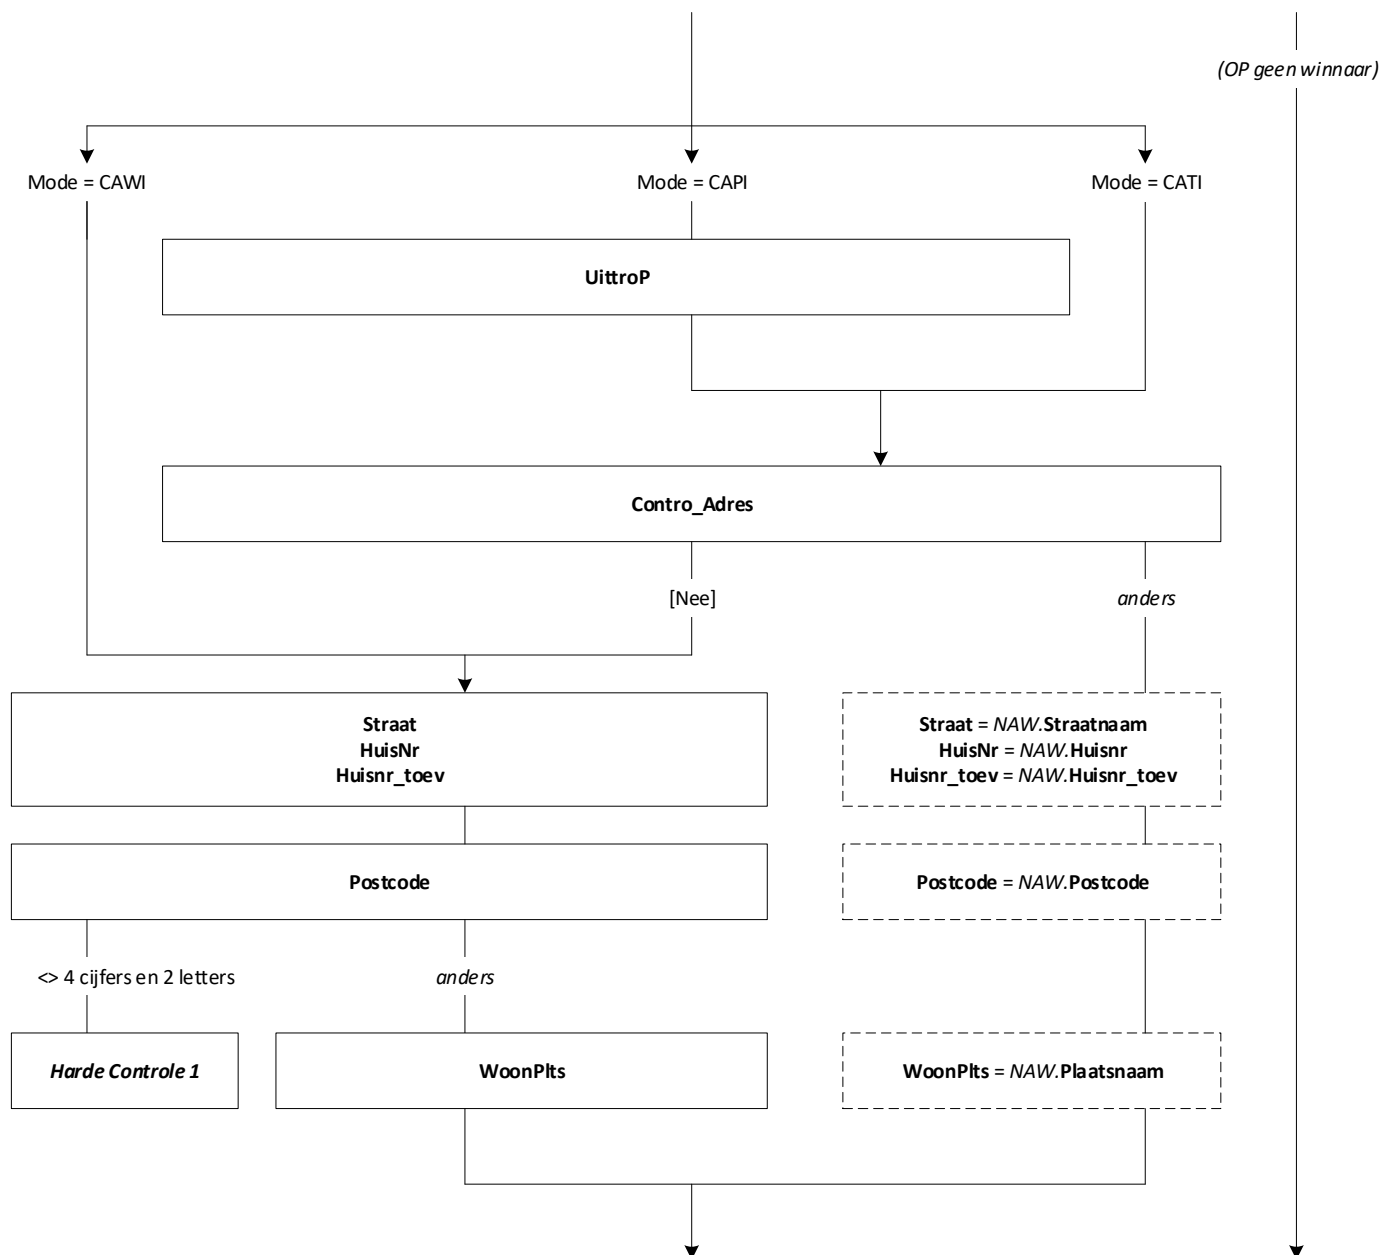 (OP geen winnaar)
Mode = CAWI
Mode = CAPI
Mode = CATI
UittroP
Contro_Adres
[Nee]
anders
Straat
HuisNr
Huisnr_toev
Straat = NAW.Straatnaam
HuisNr = NAW.Huisnr
Huisnr_toev = NAW.Huisnr_toev
Postcode
Postcode = NAW.Postcode
<> 4 cijfers en 2 letters
anders
Harde Controle 1
WoonPlts
WoonPlts = NAW.Plaatsnaam